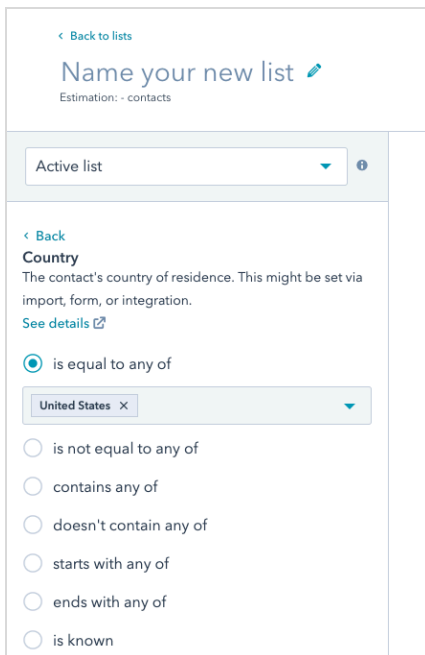 Back to lists
Name your new list
Estimation: - contacts
Active list
Back
Country
The contact's country of residence. This might be set via
import, form, or integration.
See details
is equal to any of
United States
is not equal to any of
contains any of
doesn't contain any of
starts with any of
ends with any of
is known